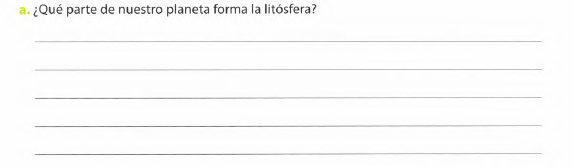 a. ¿Qué parte de nuestro planeta forma la litósfera?